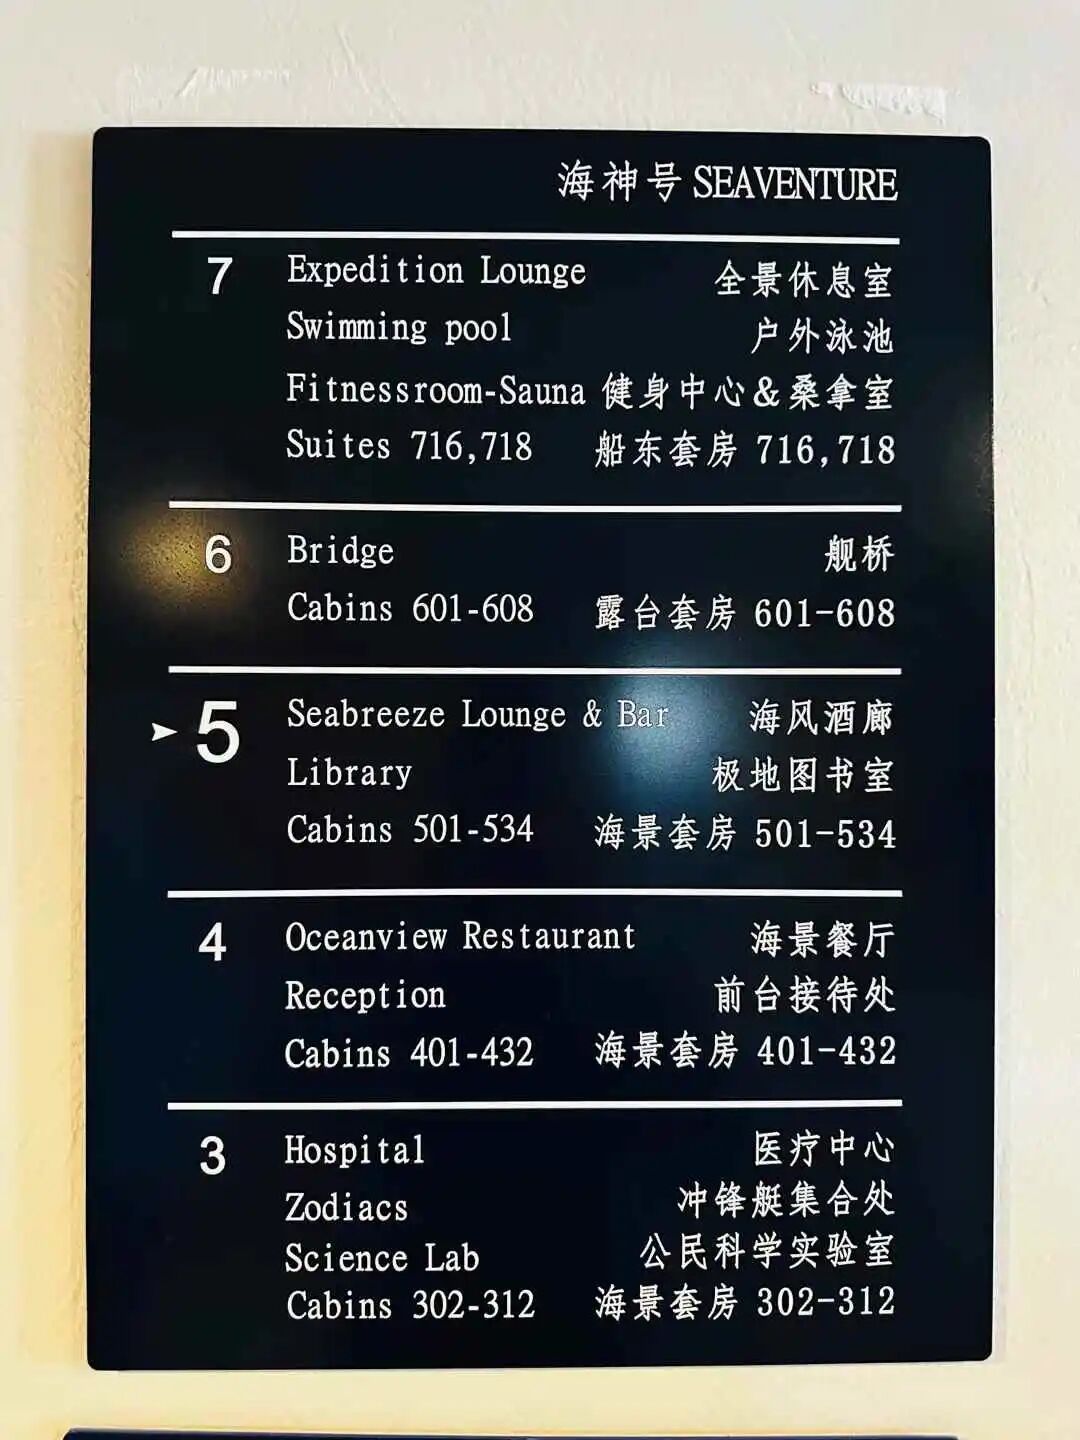 海神号 SEAVENTURE
7 Expedition Lounge 全景休息室
Swimming pool 户外泳池
Fitnessroom-Sauna 健身中心&桑拿室
Suites 716,718 船东套房 716,718
6 Bridge 舰桥
Cabins 601-608 露台套房 601-608
5 Seabreeze Lounge & Bar 海风酒廊
Library 极地图书室
Cabins 501-534 海景套房 501-534
4 Oceanview Restaurant 海景餐厅
Reception 前台接待处
Cabins 401-432 海景套房 401-432
3 Hospital 医疗中心
Zodiacs 冲锋艇集合处
Science Lab 公民科学实验室
Cabins 302-312 海景套房 302-312